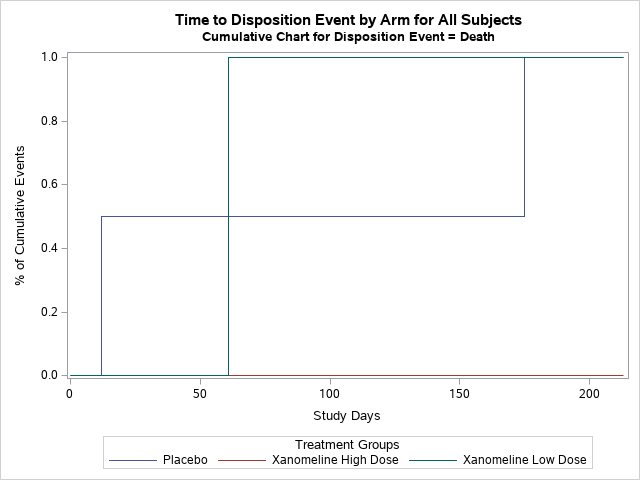 Time to Disposition Event by Arm for All Subjects
Cumulative Chart for Disposition Event = Death
1.0
0.8
0.6
0.4
0.2
0.0
% of Cumulative Events
0 50 100 150 200
Study Days
Treatment Groups
Placebo Xanomeline High Dose Xanomeline Low Dose